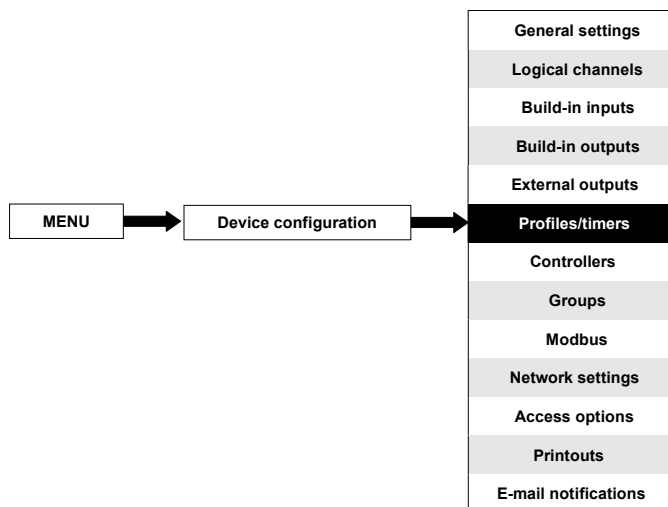 General settings
Logical channels
Build-in inputs
Build-in outputs
External outputs
MENU
Device configuration
Profiles/timers
Controllers
Groups
Modbus
Network settings
Access options
Printouts
E-mail notifications